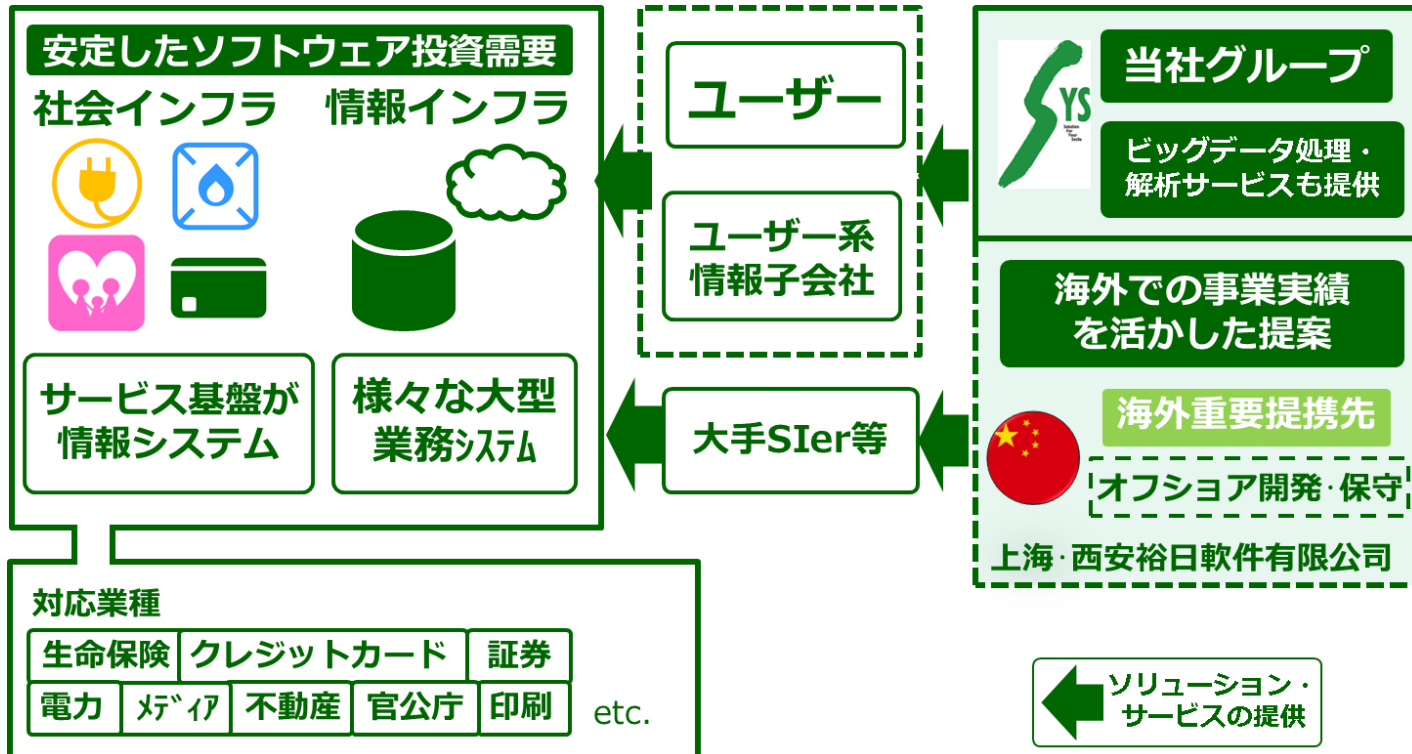 安定したソフトウェア投資需要
社会インフラ
情報インフラ
サービス基盤が
情報システム
様々な大型
業務ｼｽﾃﾑ
ユーザー
ユーザー系
情報子会社
大手SIer等
SYS
Solution
For
Your
Smile
当社グループ
ビッグデータ処理・
解析サービスも提供
海外での事業実績
を活かした提案
海外重要提携先
オフショア開発･保守
上海･西安裕日軟件有限公司
対応業種
生命保険
クレジットカード
証券
電力
ﾒﾃﾞｨｱ
不動産
官公庁
印刷
etc.
ソリューション・
サービスの提供